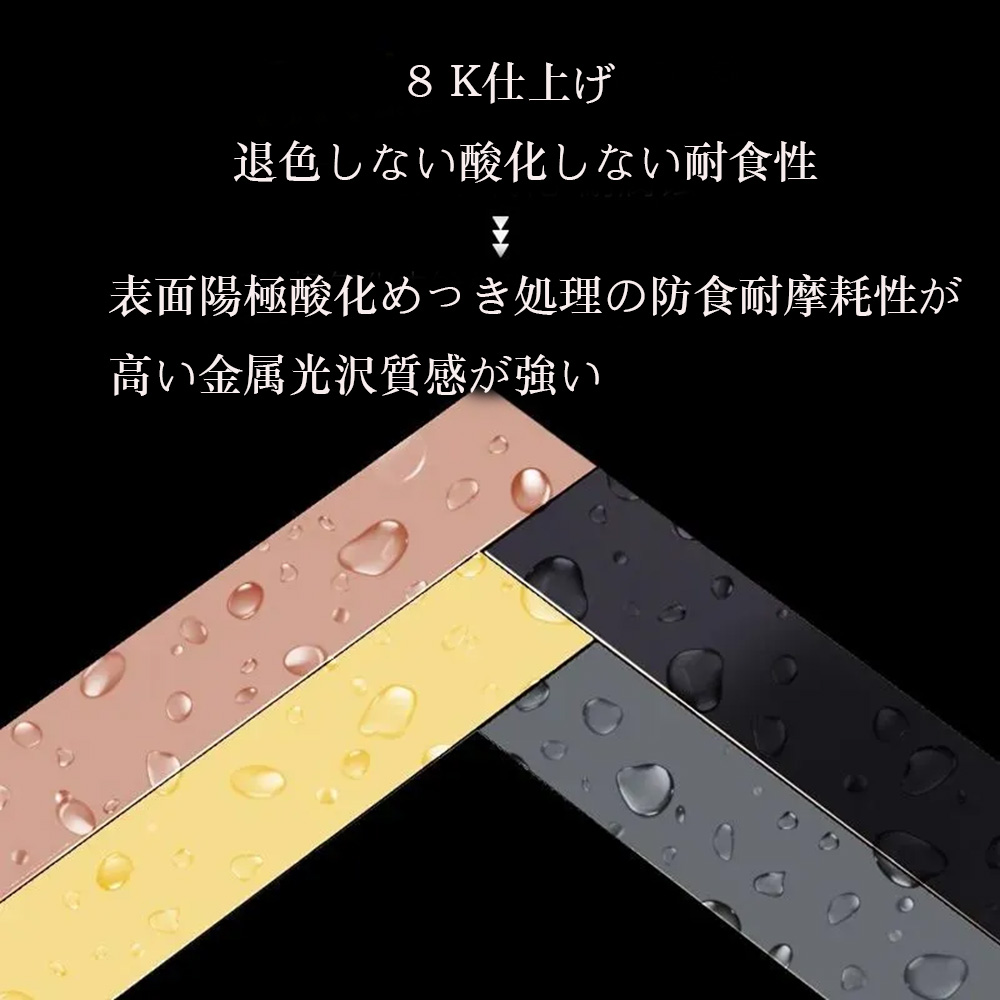 ８ K仕上げ
退色しない酸化しない耐食性
表面陽極酸化めっき処理の防食耐摩耗性が
高い金属光沢質感が強い